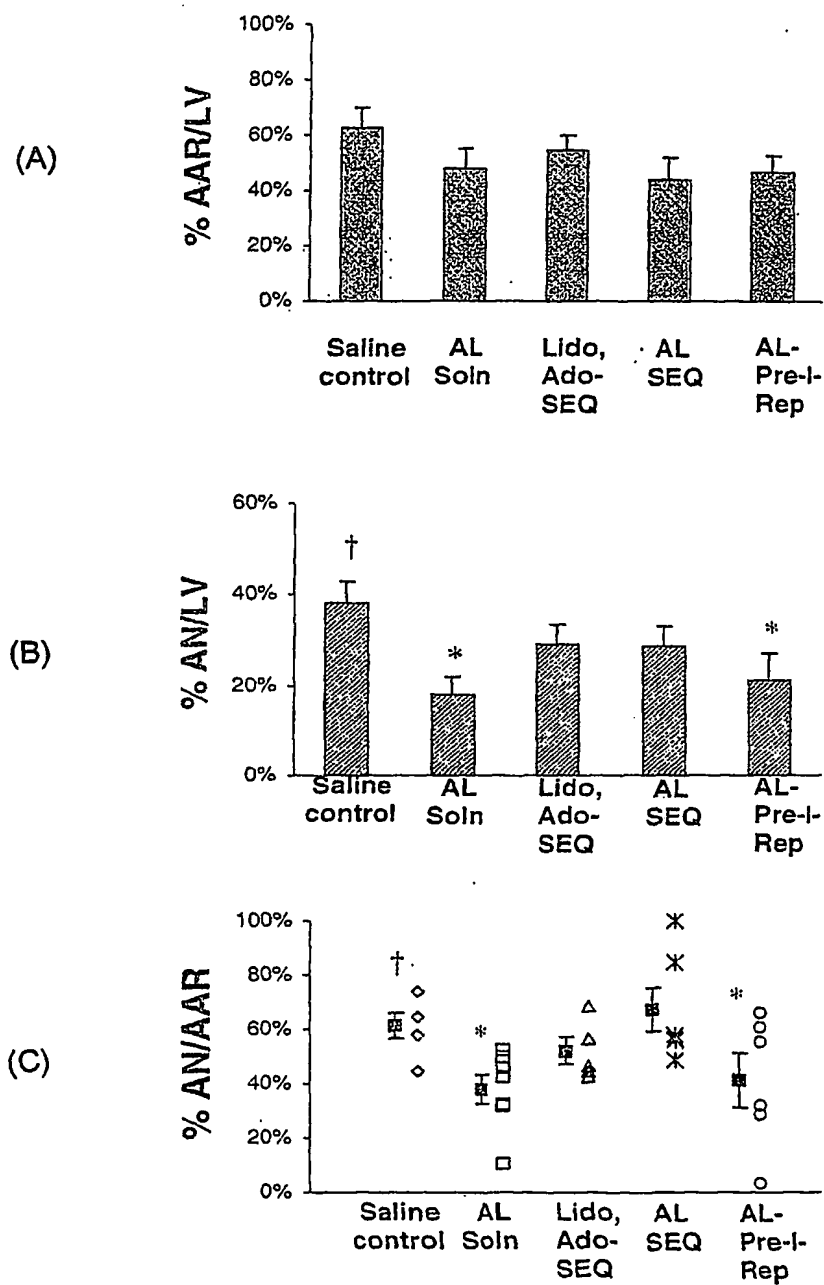 (A)
% AAR/LV
100%
80%
60%
40%
20%
0%
Saline control
AL Soln
Lido, Ado- SEQ
AL SEQ
AL- Pre-I- Rep
(B)
% AN/LV
60%
40%
20%
0%
†
*
*
Saline control
AL Soln
Lido, Ado- SEQ
AL SEQ
AL- Pre-I- Rep
(C)
% AN/AAR
100%
80%
60%
40%
20%
0%
†
*
*
Saline control
AL Soln
Lido, Ado- SEQ
AL SEQ
AL- Pre-I- Rep